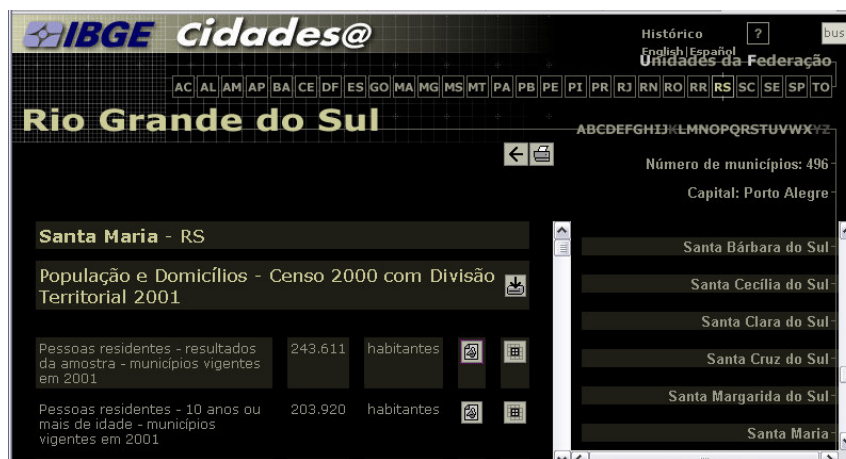 IBGE Cidades@
Histórico ? bus
English|Español
Unidades da Federação
AC AL AM AP BA CE DF ES GO MA MG MS MT PA PB PE PI PR RJ RN RO RR RS SC SE SP TO
Rio Grande do Sul
ABCDEFGHIJKLMNOPQRSTUVWXYZ
Número de municípios: 496
Capital: Porto Alegre
Santa Maria - RS
População e Domicílios - Censo 2000 com Divisão
Territorial 2001
Pessoas residentes - resultados 243.611 habitantes
da amostra - municípios vigentes
em 2001
Pessoas residentes - 10 anos ou 203.920 habitantes
mais de idade - municípios
vigentes em 2001
Santa Bárbara do Sul
Santa Cecília do Sul
Santa Clara do Sul
Santa Cruz do Sul
Santa Margarida do Sul
Santa Maria